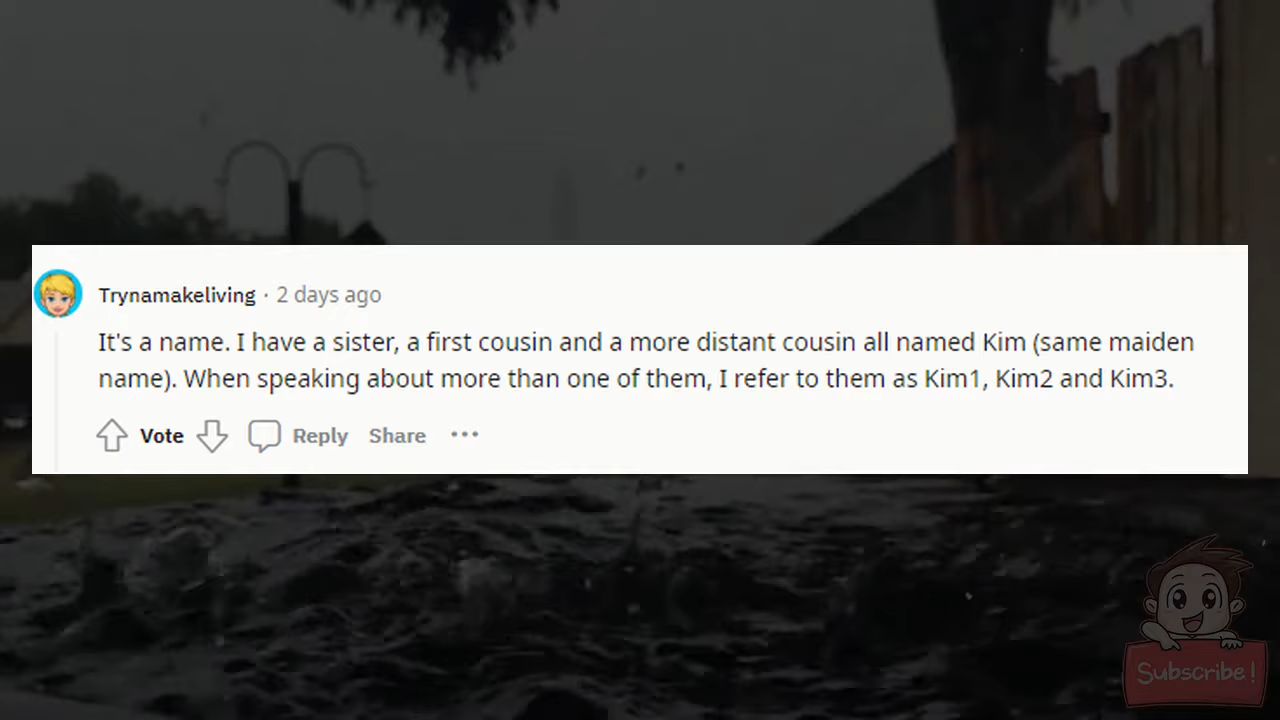 Trynamakeliving · 2 days ago
It's a name. I have a sister, a first cousin and a more distant cousin all named Kim (same maiden
name). When speaking about more than one of them, I refer to them as Kim1, Kim2 and Kim3.
Vote Reply Share ···
Subscribe!